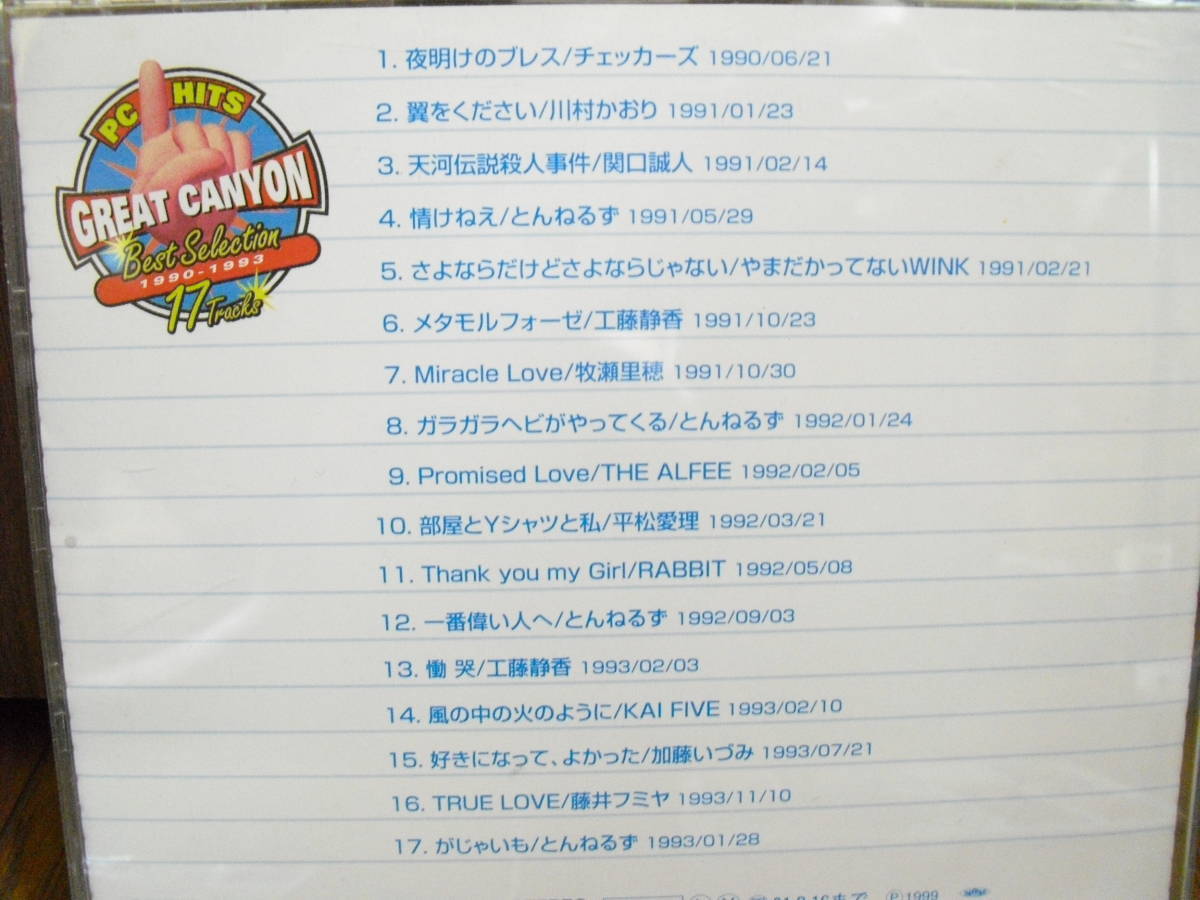 PC HITS
GREAT CANYON
Best Selection
1990-1993
17 Tracks
1. 夜明けのブレス/チェッカーズ 1990/06/21
2. 翼をください/川村かおり 1991/01/23
3. 天河伝説殺人事件/関口誠人 1991/02/14
4. 情けねえ/とんねるず 1991/05/29
5. さよならだけどさよならじゃない/やまだかってないWINK 1991/02/21
6. メタモルフォーゼ/工藤静香 1991/10/23
7. Miracle Love/牧瀬里穂 1991/10/30
8. ガラガラヘビがやってくる/とんねるず 1992/01/24
9. Promised Love/THE ALFEE 1992/02/05
10. 部屋とYシャツと私/平松愛理 1992/03/21
11. Thank you my Girl/RABBIT 1992/05/08
12. 一番偉い人へ/とんねるず 1992/09/03
13. 慟 哭/工藤静香 1993/02/03
14. 風の中の火のように/KAI FIVE 1993/02/10
15. 好きになって、よかった/加藤いづみ 1993/07/21
16. TRUE LOVE/藤井フミヤ 1993/11/10
17. がじゃいも/とんねるず 1993/01/28
まで Ⓟ1999